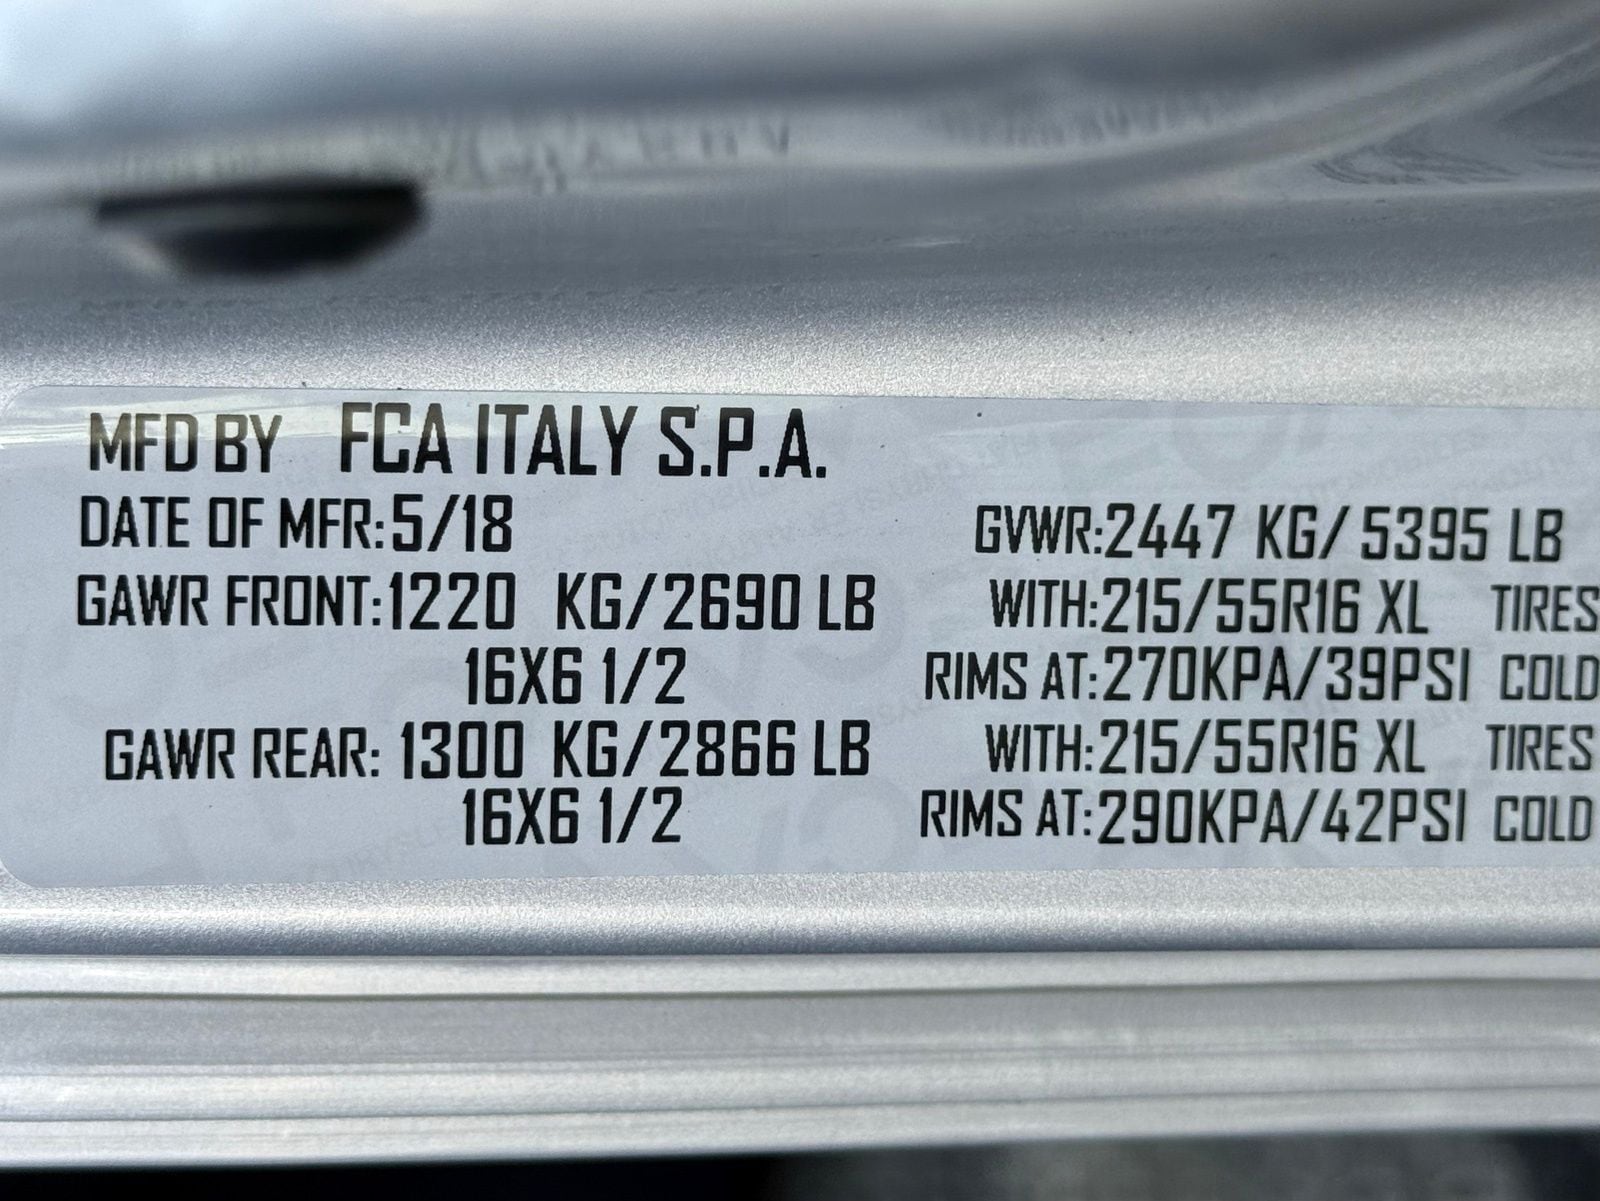 MFD BY FCA ITALY S.P.A.
DATE OF MFR:5/18 GVWR:2447 KG/ 5395 LB
GAWR FRONT:1220 KG/2690 LB WITH:215/55R16 XL TIRES
16X6 1/2 RIMS AT:270KPA/39PSI COLD
GAWR REAR: 1300 KG/2866 LB WITH:215/55R16 XL TIRES
16X6 1/2 RIMS AT:290KPA/42PSI COLD